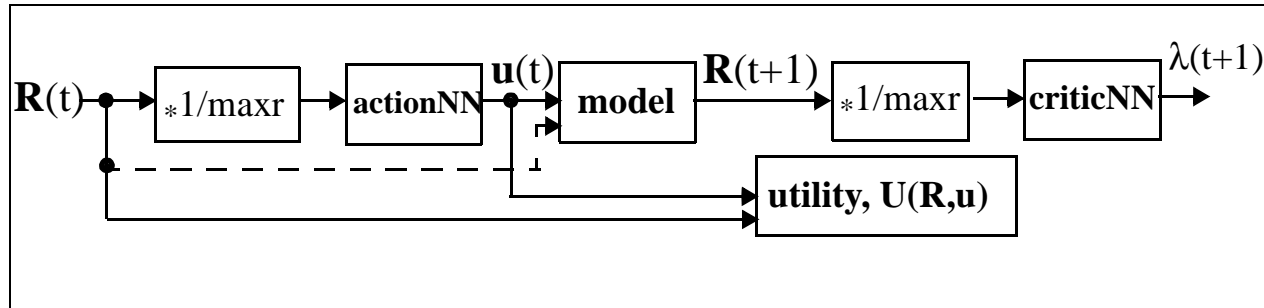 R(t)
*1/maxr
actionNN
u(t)
model
R(t+1)
*1/maxr
criticNN
λ(t+1)
utility, U(R,u)